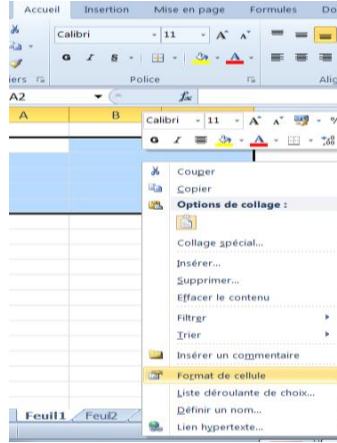 Accueil Insertion Mise en page Formules Do
Calibri 11 A A
G I S A
iers Police Alig
A2 fx
A B
Calibri 11 A A %
G I A
Couper
Copier
Options de collage :
Collage spécial...
Insérer...
Supprimer...
Effacer le contenu
Filtrer
Trier
Insérer un commentaire
Format de cellule
Liste déroulante de choix...
Définir un nom...
Lien hypertexte...
Feuil1 Feuil2